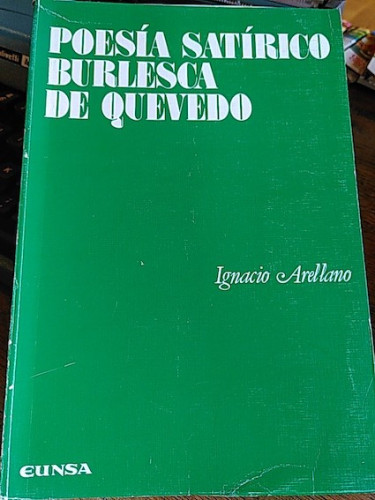 POESÍA SATÍRICO
BURLESCA
DE QUEVEDO
Ignacio Arellano
EUNSA